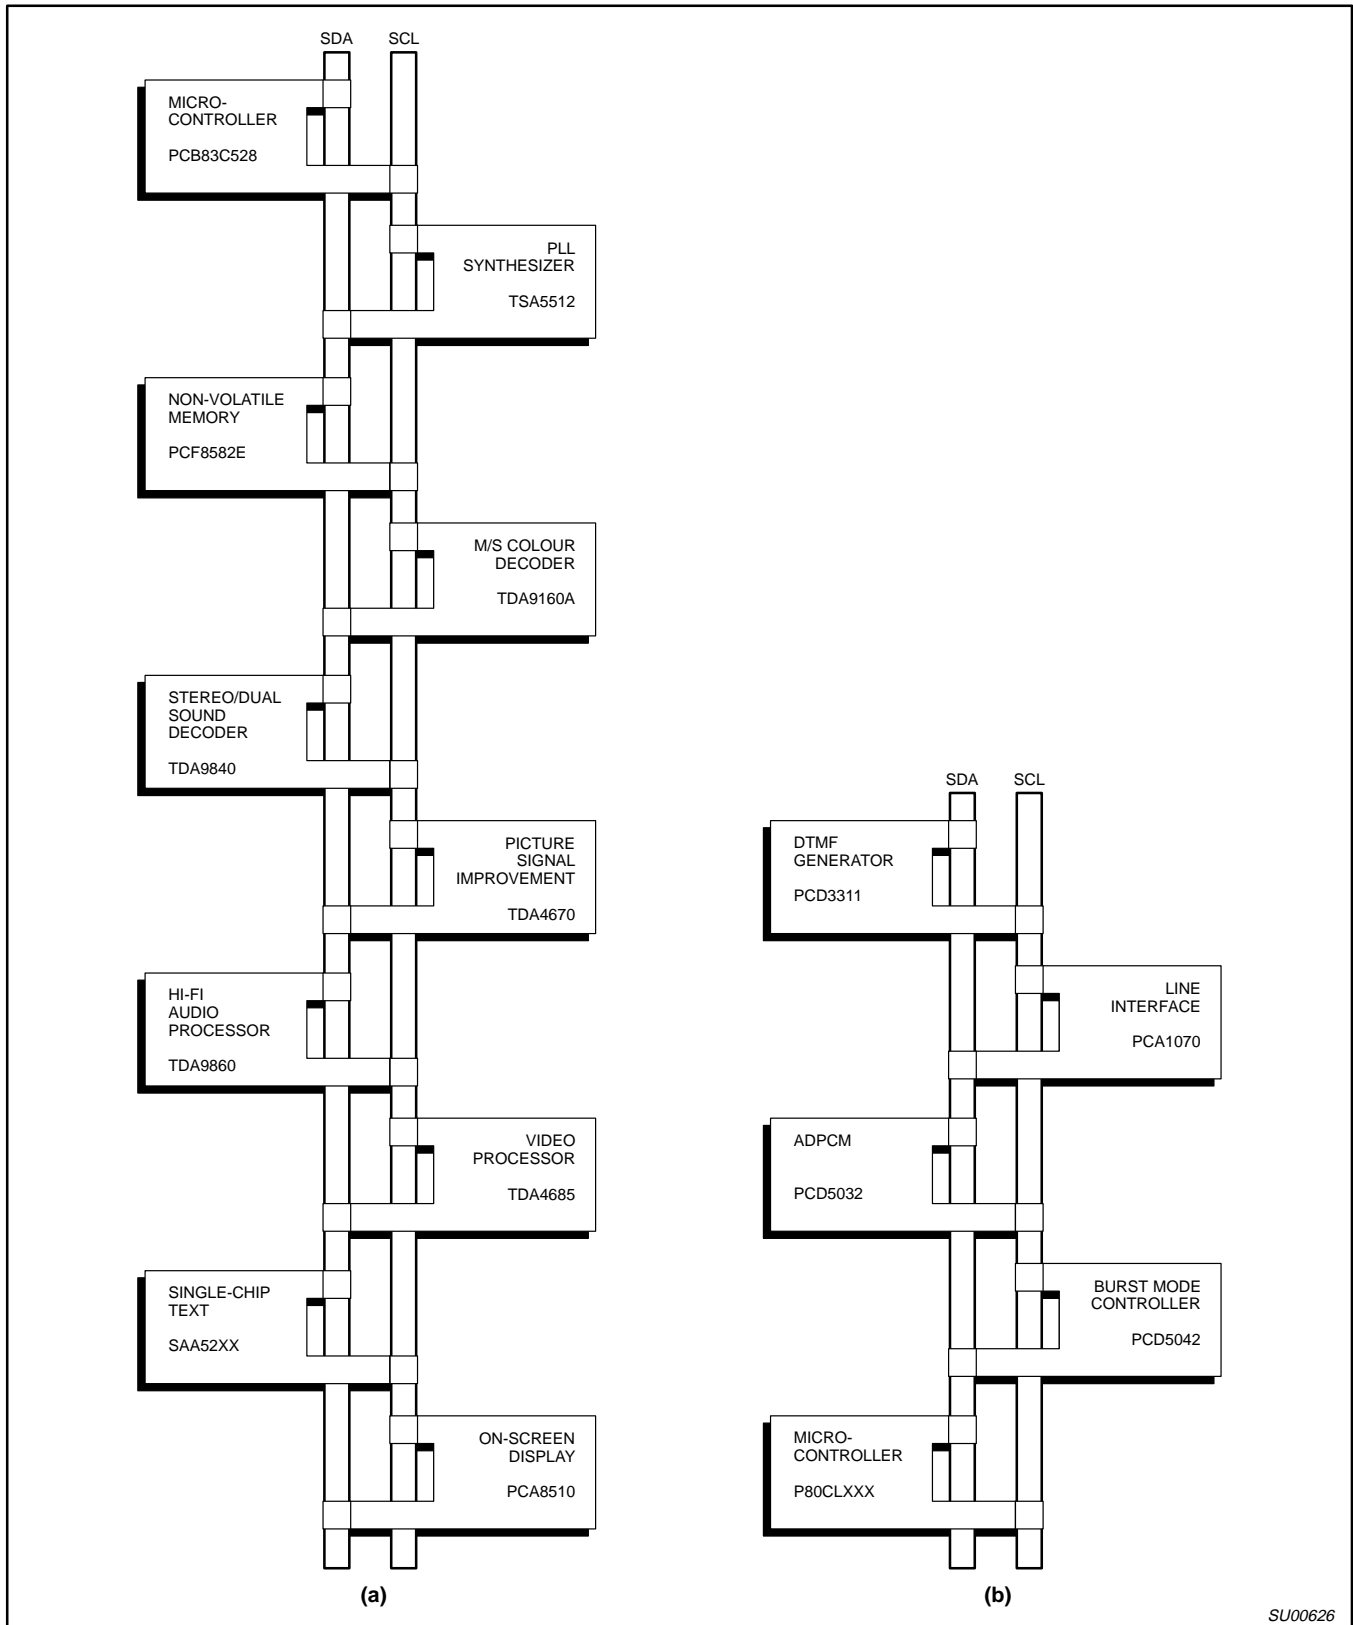 SDA SCL
MICRO-
CONTROLLER
PCB83C528
PLL
SYNTHESIZER
TSA5512
NON-VOLATILE
MEMORY
PCF8582E
M/S COLOUR
DECODER
TDA9160A
STEREO/DUAL
SOUND
DECODER
TDA9840
PICTURE
SIGNAL
IMPROVEMENT
TDA4670
HI-FI
AUDIO
PROCESSOR
TDA9860
VIDEO
PROCESSOR
TDA4685
SINGLE-CHIP
TEXT
SAA52XX
ON-SCREEN
DISPLAY
PCA8510
(a)
SDA SCL
DTMF
GENERATOR
PCD3311
LINE
INTERFACE
PCA1070
ADPCM
PCD5032
BURST MODE
CONTROLLER
PCD5042
MICRO-
CONTROLLER
P80CLXXX
(b)
SU00626